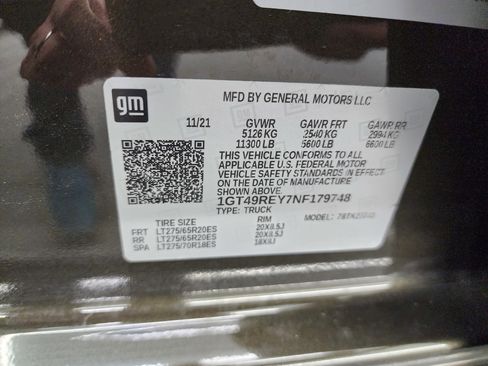 gm
MFD BY GENERAL MOTORS LLC
11/21 GVWR GAWR FRT GAWR RR
5126 KG 2540 KG 2994 KG
11300 LB 5600 LB 6600 LB
THIS VEHICLE CONFORMS TO ALL
APPLICABLE U.S. FEDERAL MOTOR
VEHICLE SAFETY STANDARDS IN EFFECT
ON THE DATE OF MANUFACTURE
SHOWN ABOVE.
1GT49REY7NF179748
TYPE: TRUCK MODEL:
TIRE SIZE RIM
FRT LT275/65R20ES 20X8.5J
RR LT275/65R20ES 20X8.5J
SPA LT275/70R18ES 18X8J